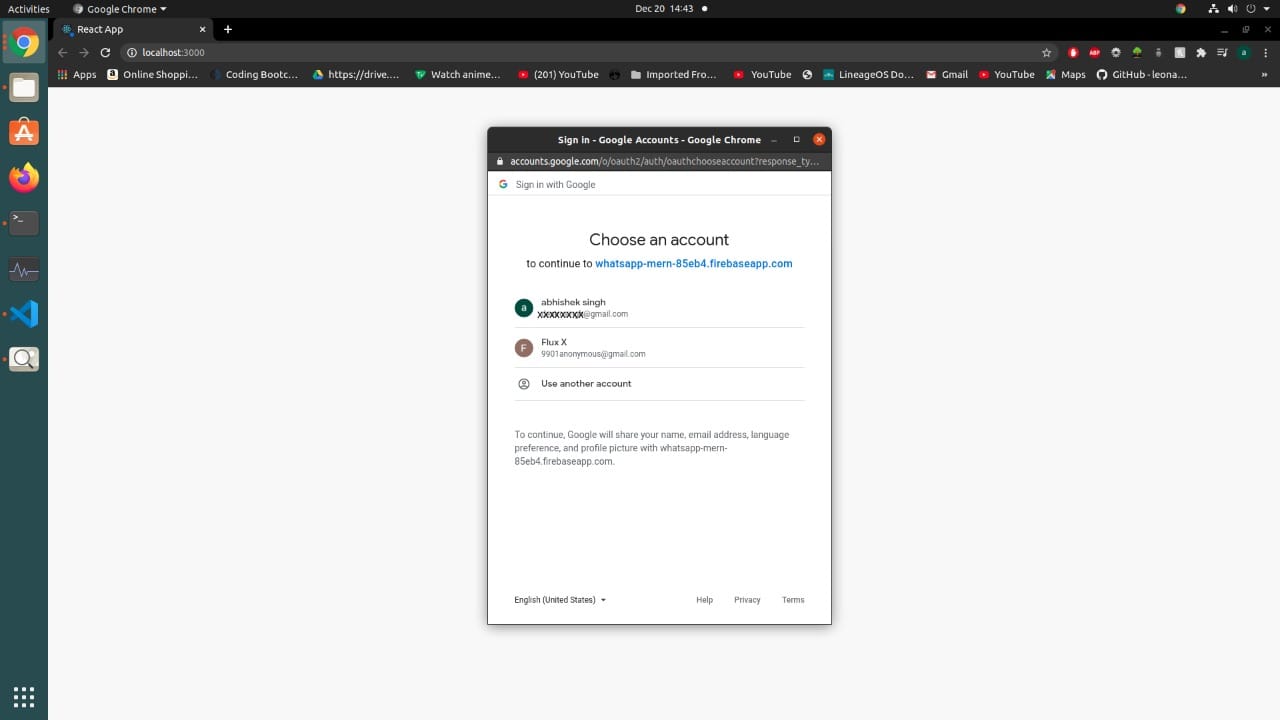 Activities
Google Chrome
Dec 20 14:43
React App
localhost:3000
ABP
a
Apps
Online Shoppi...
Coding Bootc...
https://drive....
Watch anime...
(201) YouTube
Imported Fro...
YouTube
LineageOS Do...
Gmail
YouTube
Maps
GitHub - leona...
»
Sign in - Google Accounts - Google Chrome
accounts.google.com/o/oauth2/auth/oauthchooseaccount?response_ty...
Sign in with Google
Choose an account
to continue to whatsapp-mern-85eb4.firebaseapp.com
a
abhishek singh
XXXXXXXX@gmail.com
F
Flux X
9901anonymous@gmail.com
Use another account
To continue, Google will share your name, email address, language
preference, and profile picture with whatsapp-mern-
85eb4.firebaseapp.com.
English (United States)
Help
Privacy
Terms